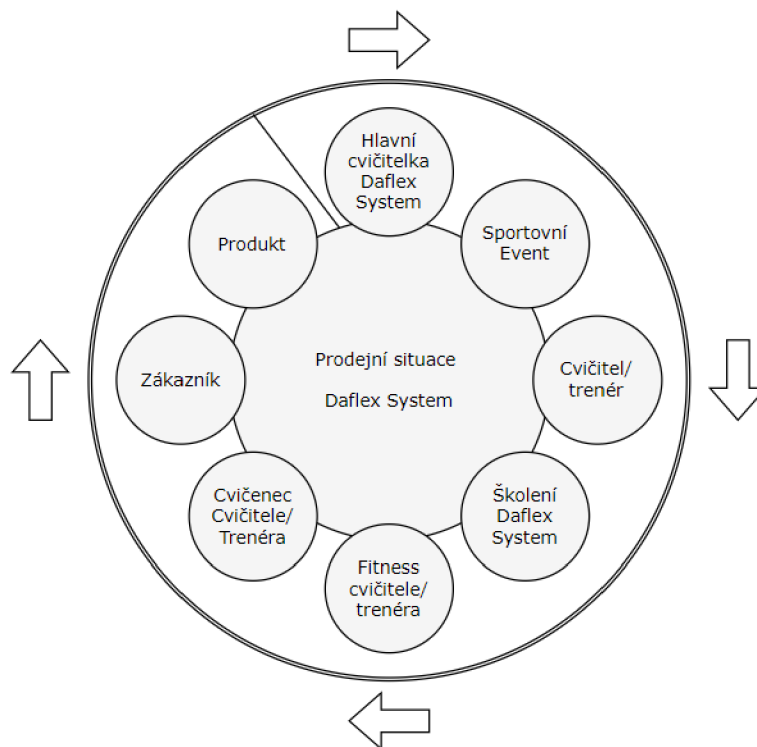 Hlavní
cvičitelka
Daflex
System
Sportovní
Event
Cvičitel/
trenér
Školení
Daflex
System
Fitness
cvičitele/
trenéra
Cvičenec
Cvičitele/
Trenéra
Zákazník
Produkt
Prodejní situace
Daflex System